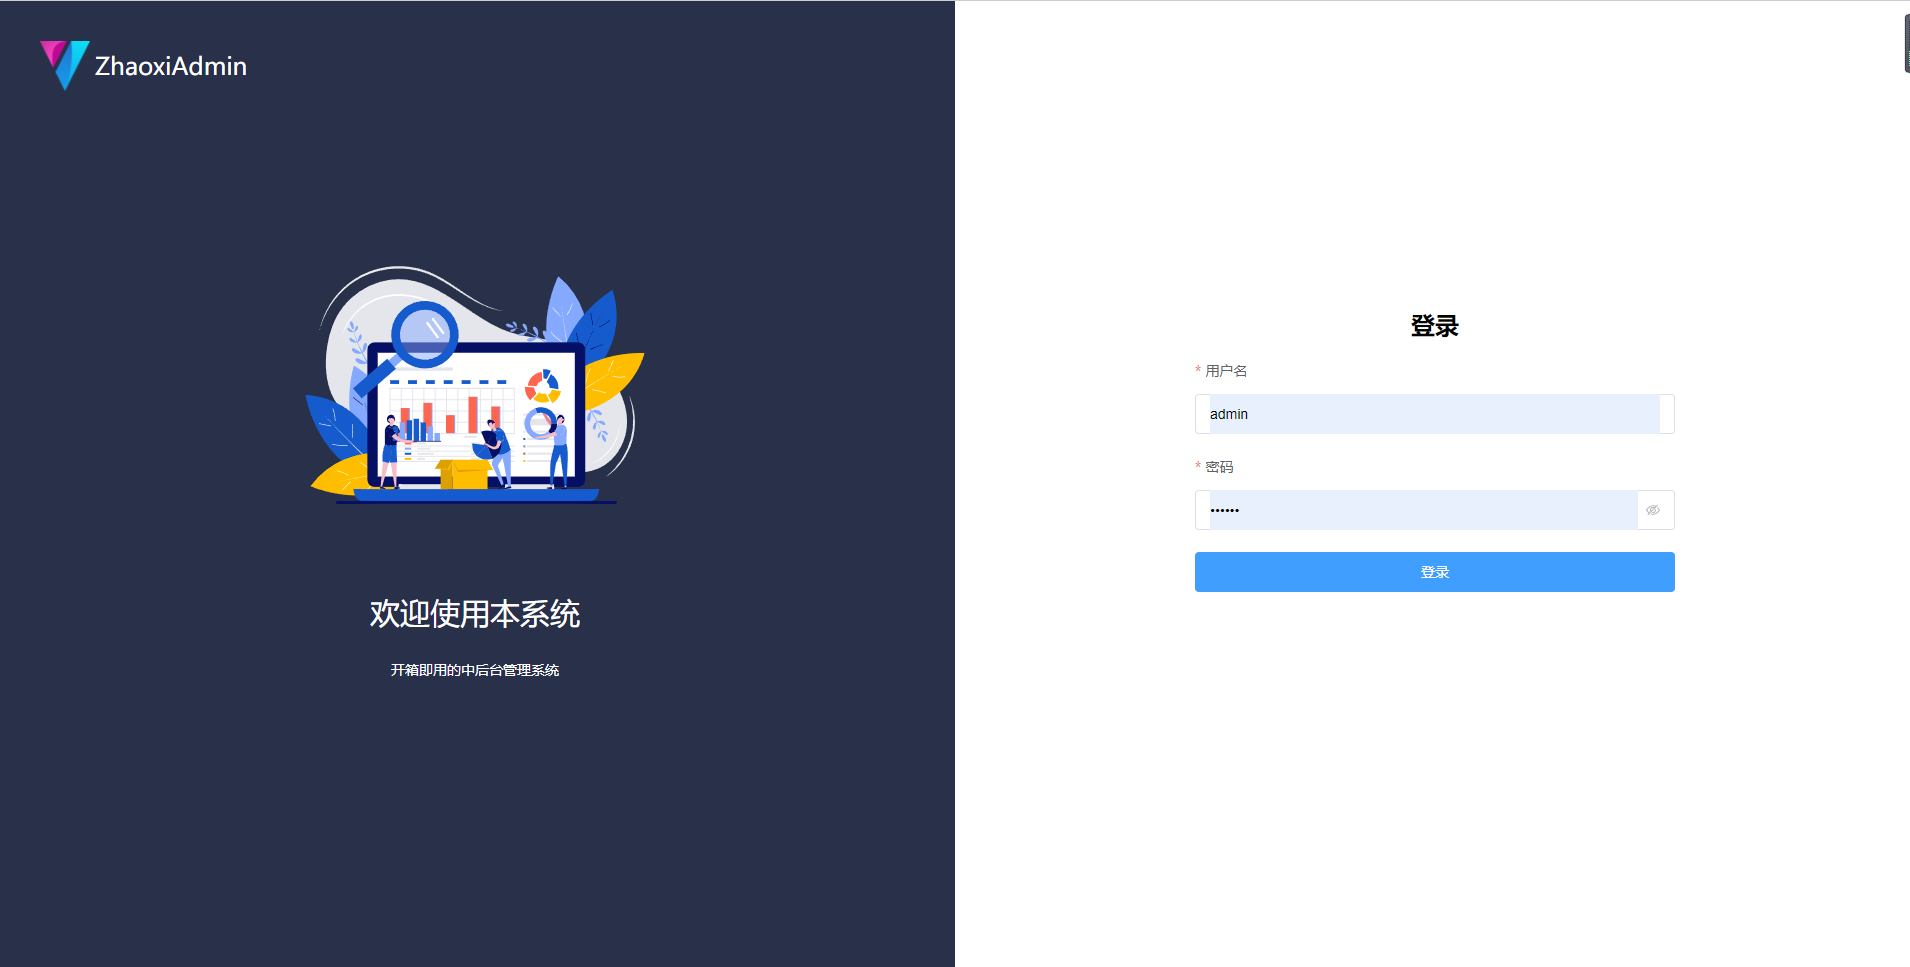 ZhaoxiAdmin
欢迎使用本系统
开箱即用的中后台管理系统
登录
* 用户名
admin
* 密码
••••••
登录